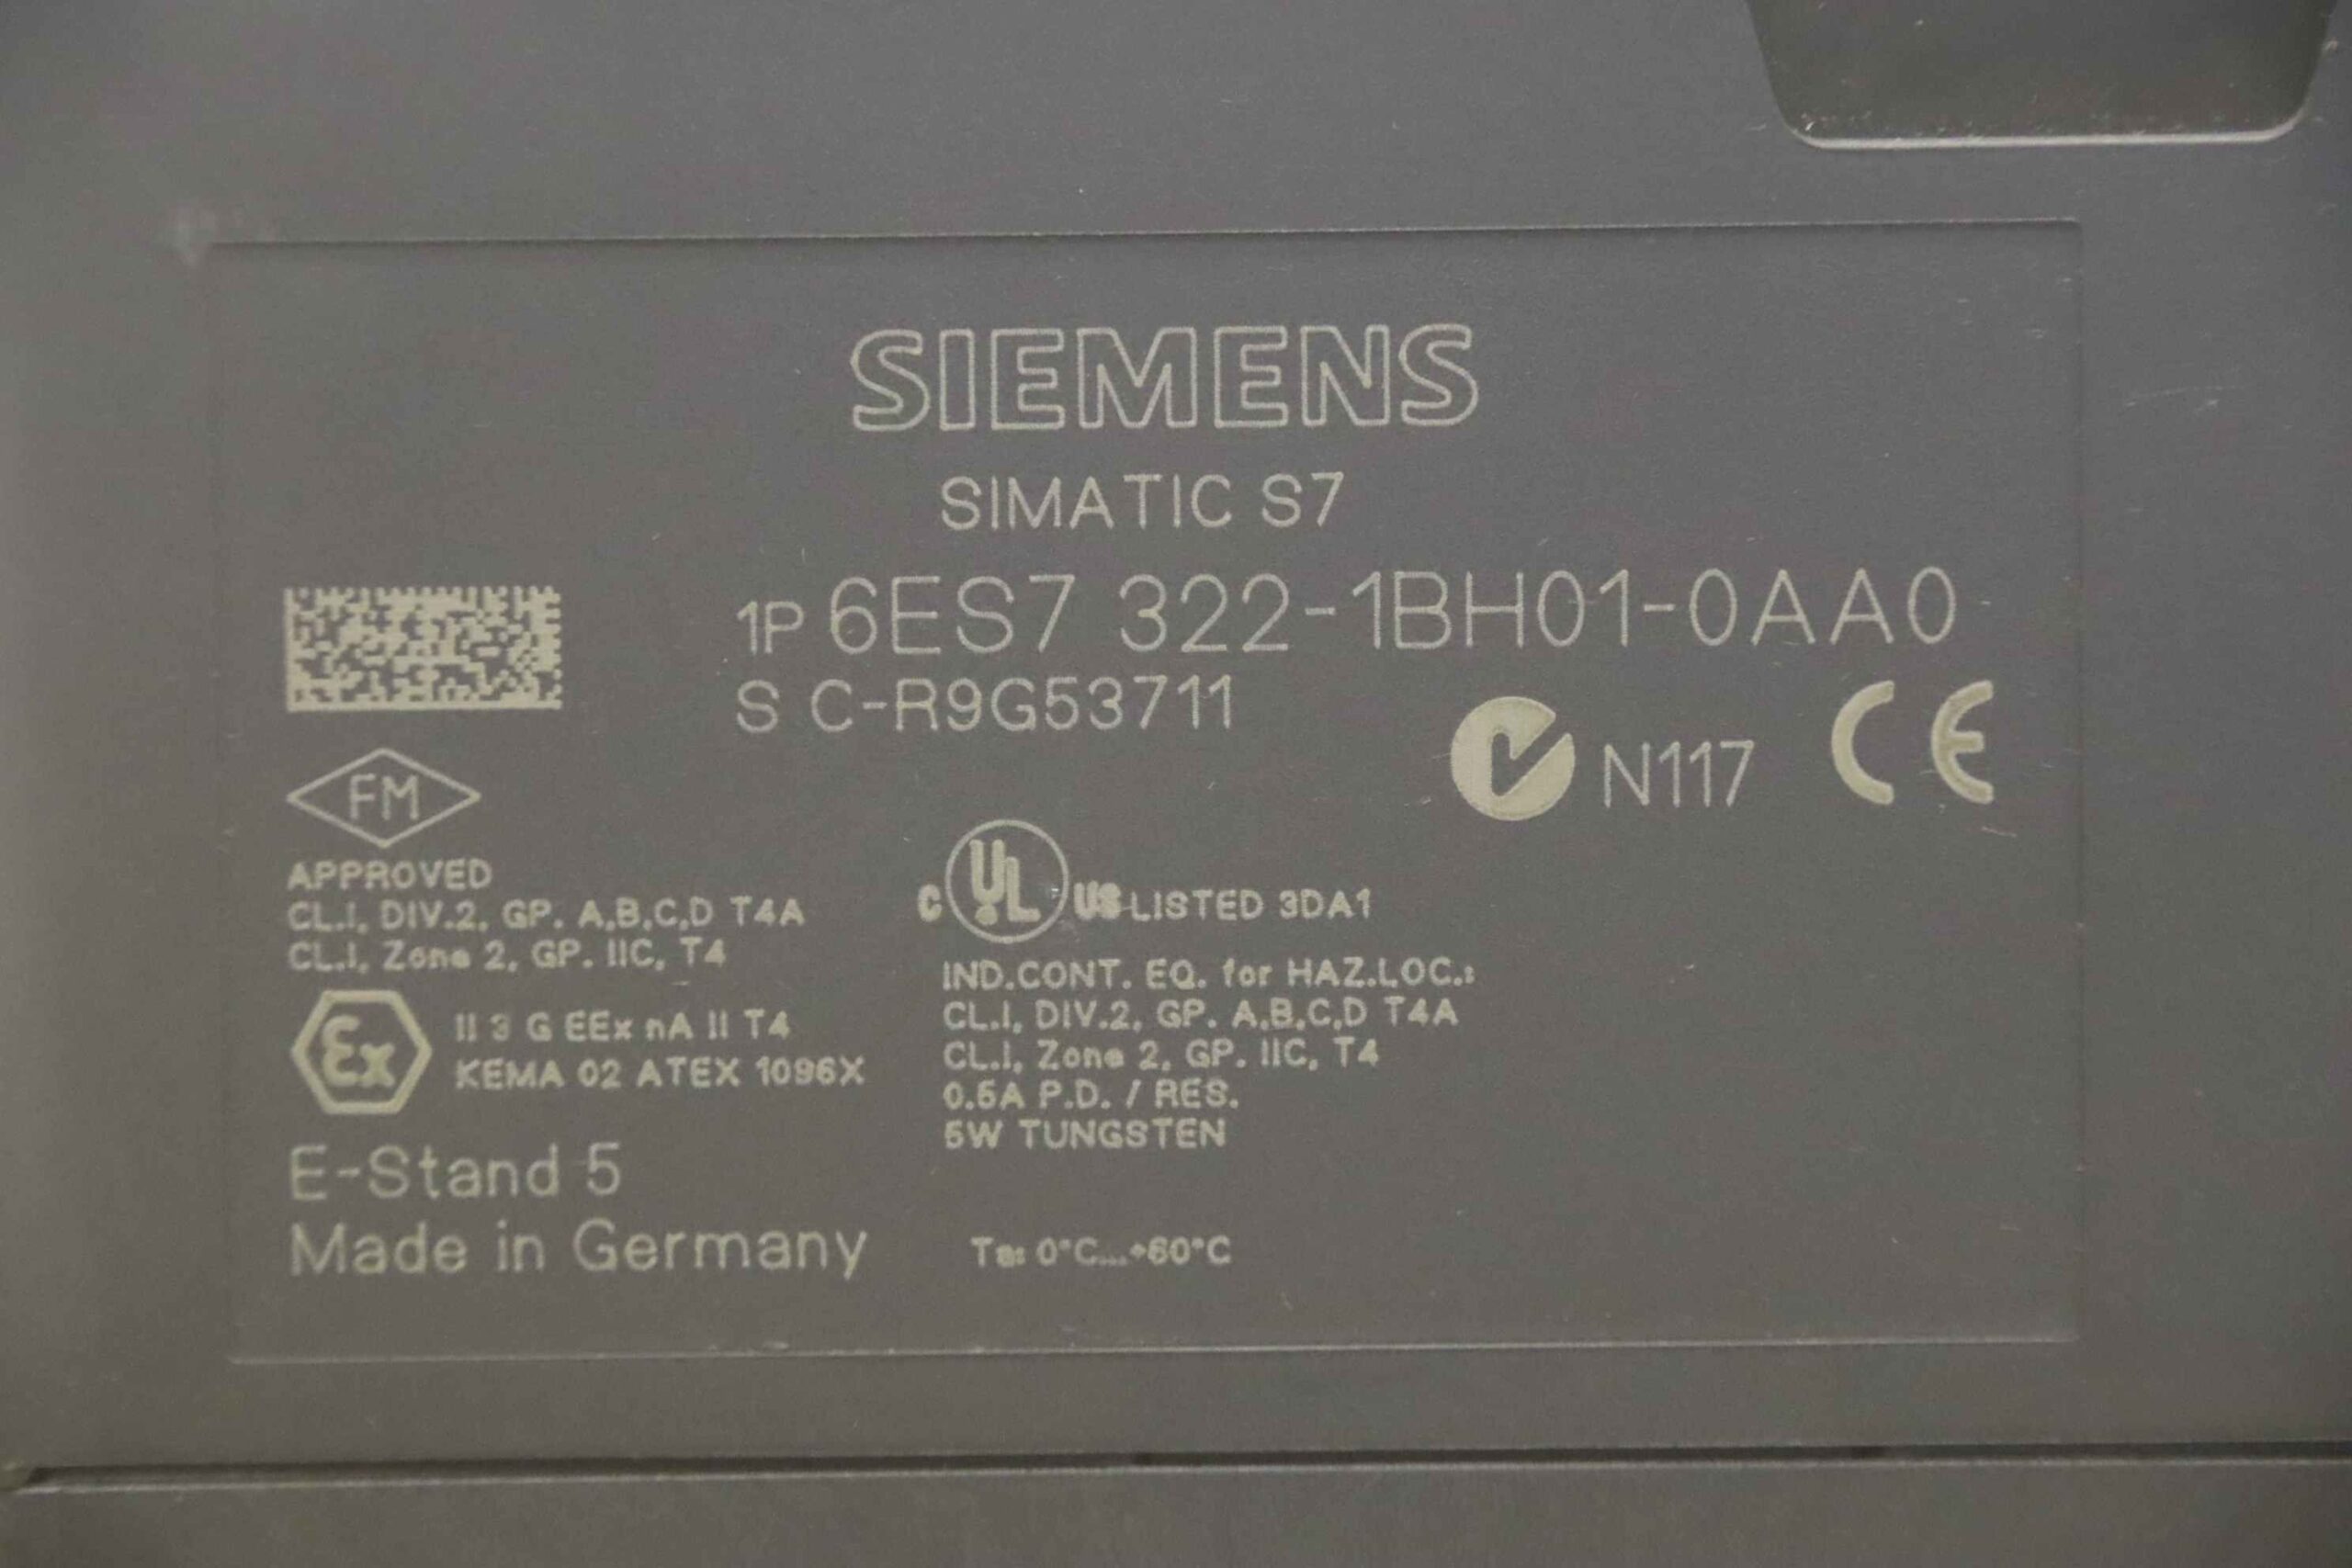 SIEMENS
SIMATIC S7
1P 6ES7 322-1BH01-0AA0
S C-R9G53711
N117 CE
FM
APPROVED
CL.I, DIV.2, GP. A,B,C,D T4A
CL.I, Zone 2, GP. IIC, T4
Ex
II 3 G EEx nA II T4
KEMA 02 ATEX 1096X
E-Stand 5
Made in Germany
C UL US LISTED 3DA1
IND.CONT. EQ. for HAZ.LOC.:
CL.I, DIV.2, GP. A,B,C,D T4A
CL.I, Zone 2, GP. IIC, T4
0.5A P.D. / RES.
5W TUNGSTEN
Ta: 0°C...+60°C